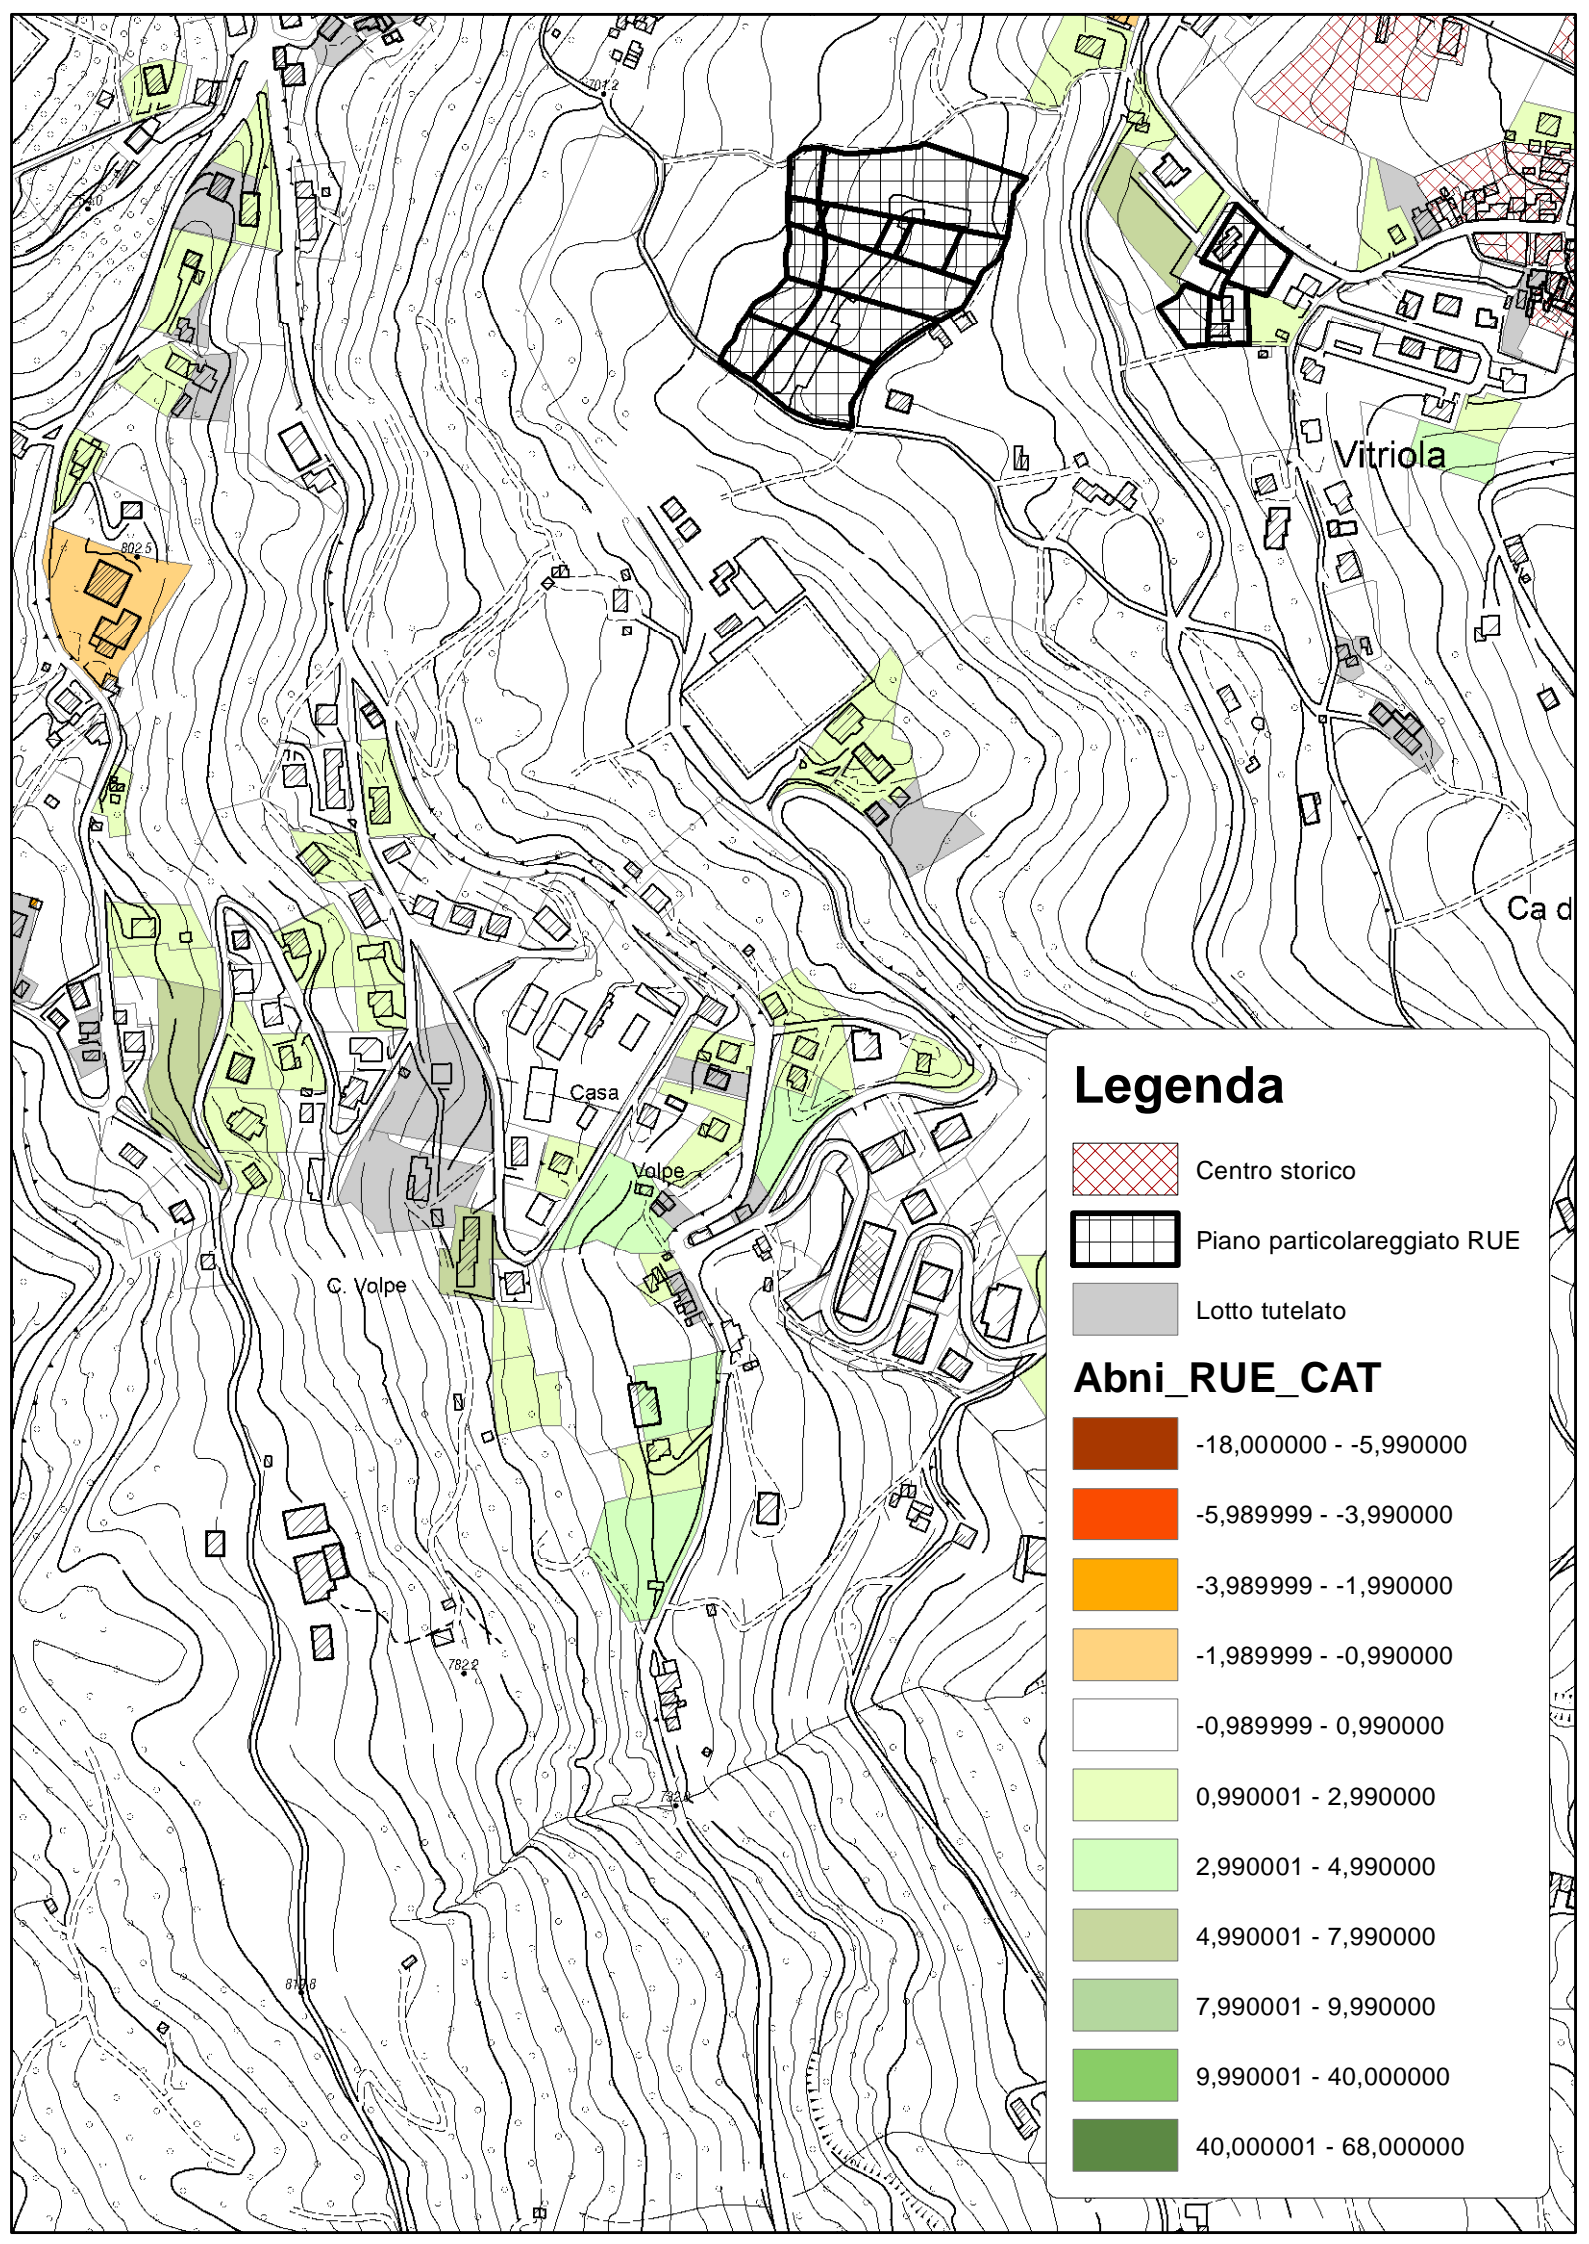 701.2
Vitriola
802.5
Ca d
Casa
Volpe
C. Volpe
782.2
Legenda
Centro storico
Piano particolareggiato RUE
Lotto tutelato
Abni_RUE_CAT
-18,000000 - -5,990000
-5,989999 - -3,990000
-3,989999 - -1,990000
-1,989999 - -0,990000
-0,989999 - 0,990000
0,990001 - 2,990000
2,990001 - 4,990000
4,990001 - 7,990000
7,990001 - 9,990000
9,990001 - 40,000000
40,000001 - 68,000000